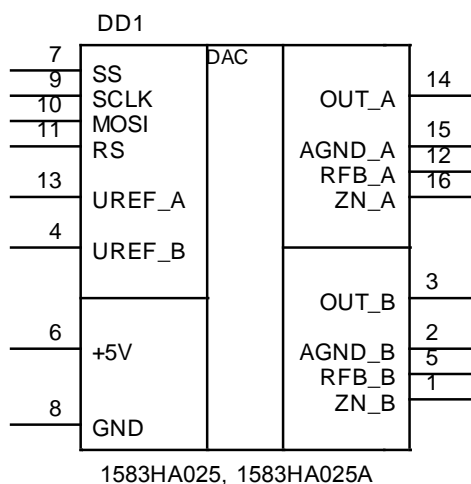 DD1
DAC
7 SS
9 SCLK
10 MOSI
11 RS
13 UREF_A
4 UREF_B
6 +5V
8 GND
OUT_A 14
AGND_A 15
RFB_A 12
ZN_A 16
OUT_B 3
AGND_B 2
RFB_B 5
ZN_B 1
1583HA025, 1583HA025A